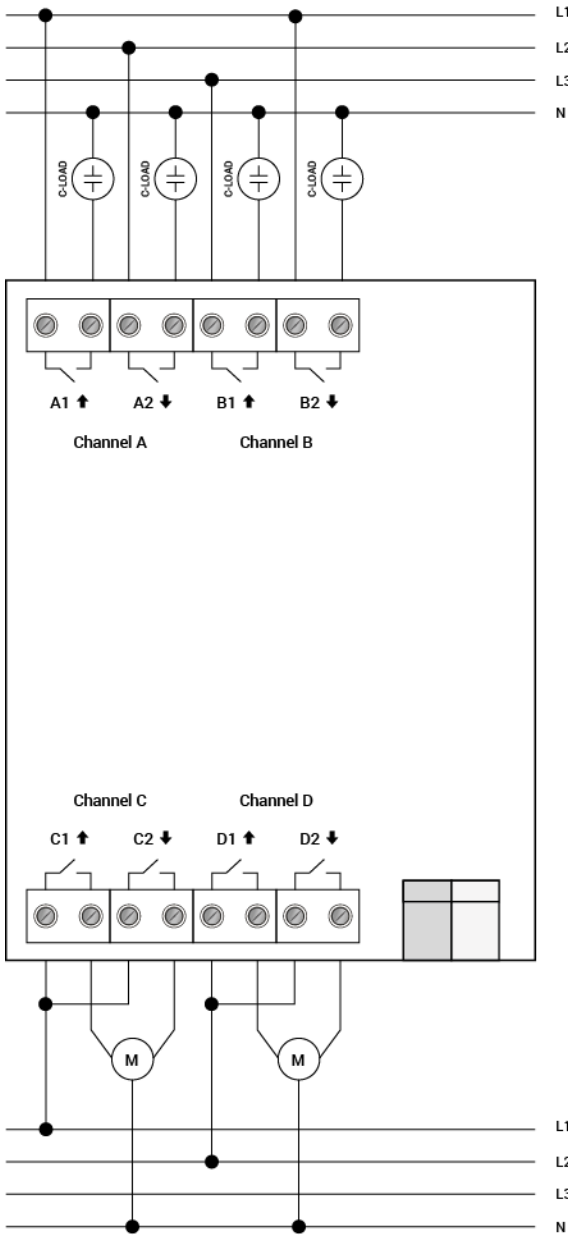 L1
L2
L3
N
C-LOAD C-LOAD C-LOAD C-LOAD
A1 ⬆ A2 ⬇ B1 ⬆ B2 ⬇
Channel A Channel B
Channel C Channel D
C1 ⬆ C2 ⬇ D1 ⬆ D2 ⬇
M M
L1
L2
L3
N